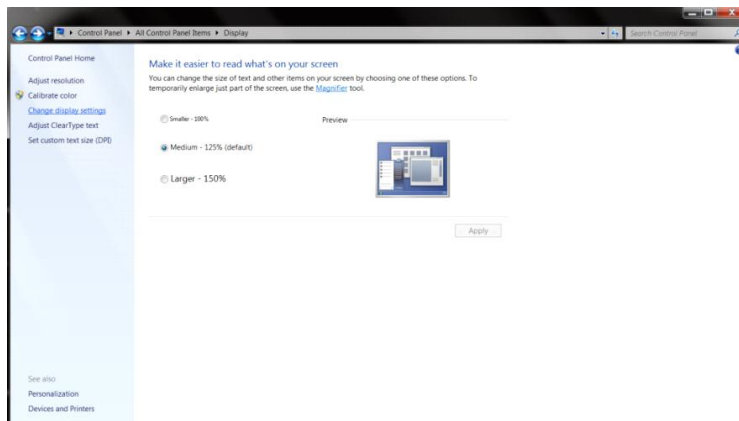 Control Panel ▸ All Control Panel Items ▸ Display
Search Control Panel
Control Panel Home
Adjust resolution
Calibrate color
Change display settings
Adjust ClearType text
Set custom text size (DPI)
See also
Personalization
Devices and Printers
Make it easier to read what's on your screen
You can change the size of text and other items on your screen by choosing one of these options. To
temporarily enlarge just part of the screen, use the Magnifier tool.
Smaller - 100%
Preview
Medium - 125% (default)
Larger - 150%
Apply